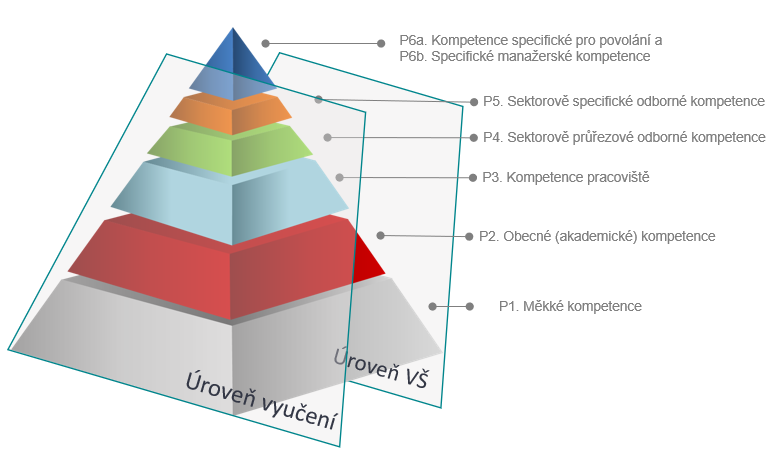 P6a. Kompetence specifické pro povolání a
P6b. Specifické manažerské kompetence
P5. Sektorově specifické odborné kompetence
P4. Sektorově průřezové odborné kompetence
P3. Kompetence pracoviště
P2. Obecné (akademické) kompetence
P1. Měkké kompetence
Úroveň VŠ
Úroveň vyučení